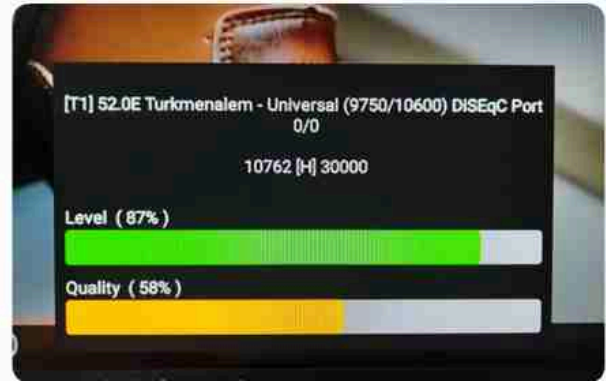 [T1] 52.0E Turkmenalem - Universal (9750/10600) DiSEqC Port
0/0
10762 [H] 30000
Level ( 87% )
Quality ( 58% )